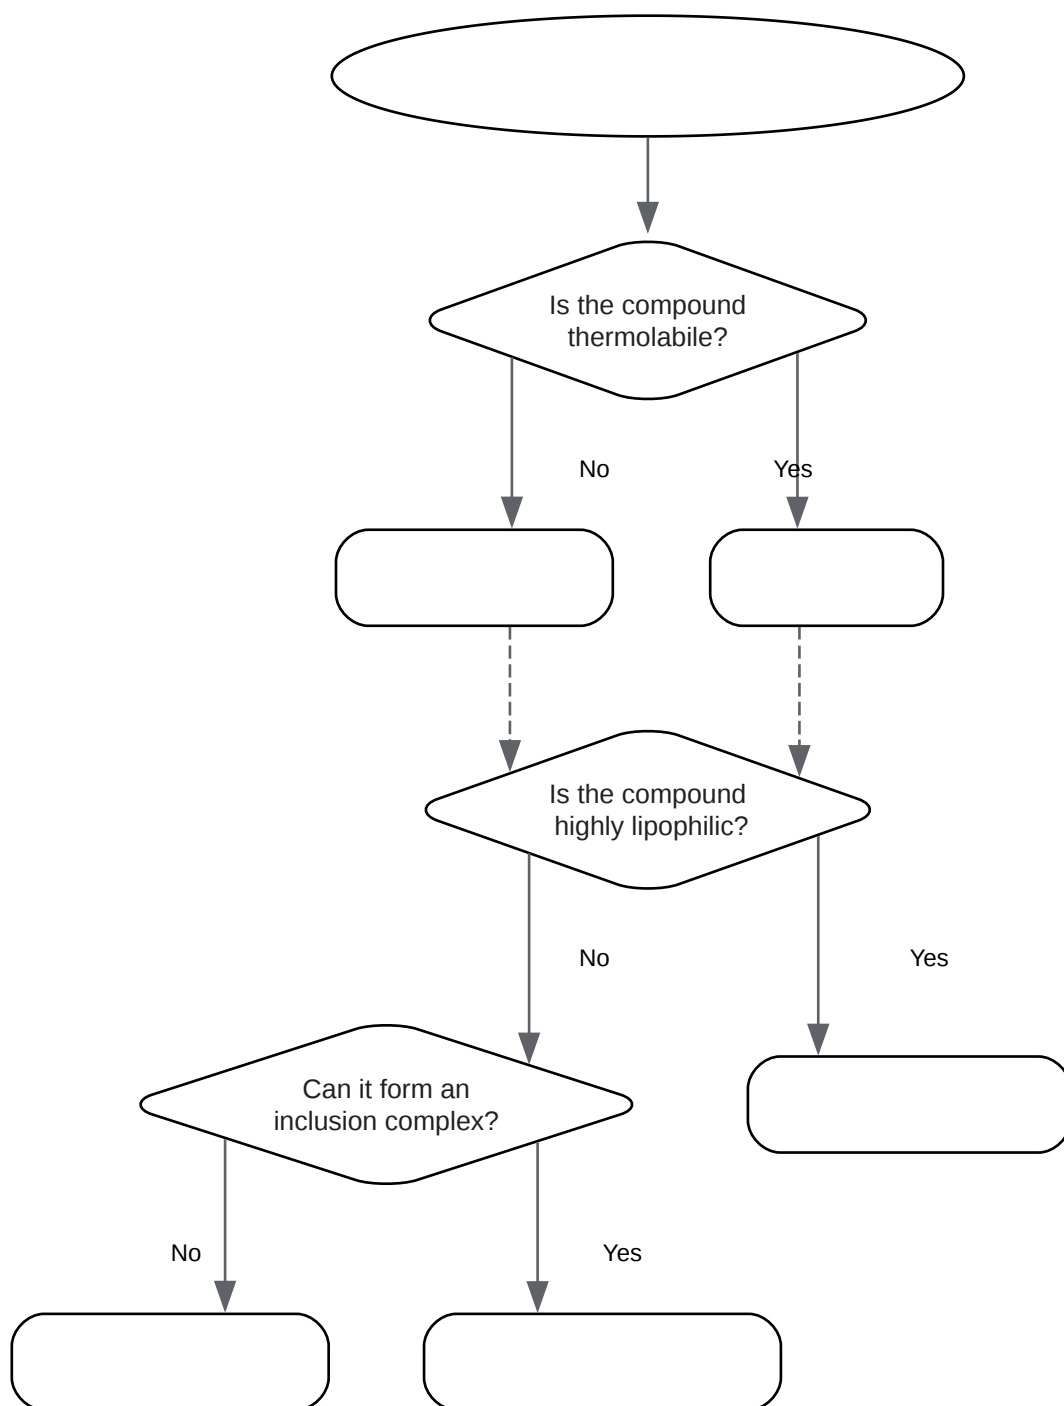 Is the compound
thermolabile?
No
Yes
Is the compound
highly lipophilic?
No
Yes
Can it form an
inclusion complex?
No
Yes